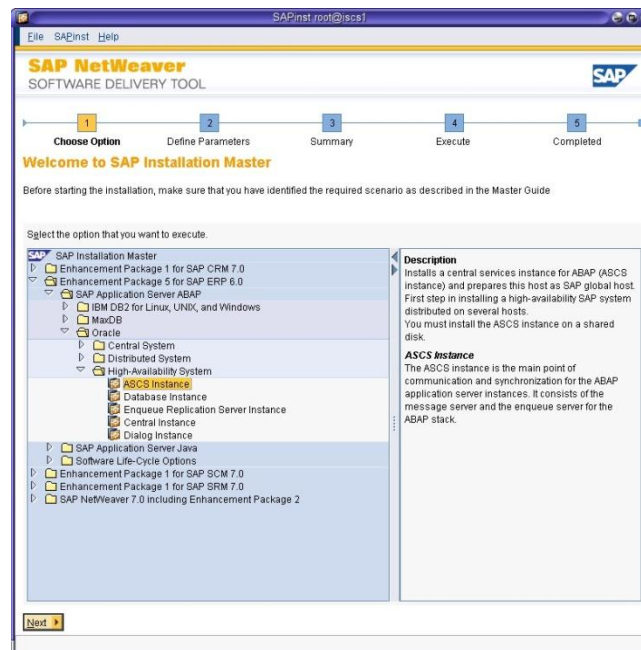 SAPinst root@jscs1
File SAPinst Help
SAP NetWeaver
SOFTWARE DELIVERY TOOL
SAP
1 2 3 4 5
Choose Option Define Parameters Summary Execute Completed
Welcome to SAP Installation Master
Before starting the installation, make sure that you have identified the required scenario as described in the Master Guide
Select the option that you want to execute.
SAP SAP Installation Master
Enhancement Package 1 for SAP CRM 7.0
Enhancement Package 5 for SAP ERP 6.0
SAP Application Server ABAP
IBM DB2 for Linux, UNIX, and Windows
MaxDB
Oracle
Central System
Distributed System
High-Availability System
ASCS Instance
Database Instance
Enqueue Replication Server Instance
Central Instance
Dialog Instance
SAP Application Server Java
Software Life-Cycle Options
Enhancement Package 1 for SAP SCM 7.0
Enhancement Package 1 for SAP SRM 7.0
SAP NetWeaver 7.0 including Enhancement Package 2
Description
Installs a central services instance for ABAP (ASCS
instance) and prepares this host as SAP global host.
First step in installing a high-availability SAP system
distributed on several hosts.
You must install the ASCS instance on a shared
disk.
ASCS Instance
The ASCS instance is the main point of
communication and synchronization for the ABAP
application server instances. It consists of the
message server and the enqueue server for the
ABAP stack.
Next